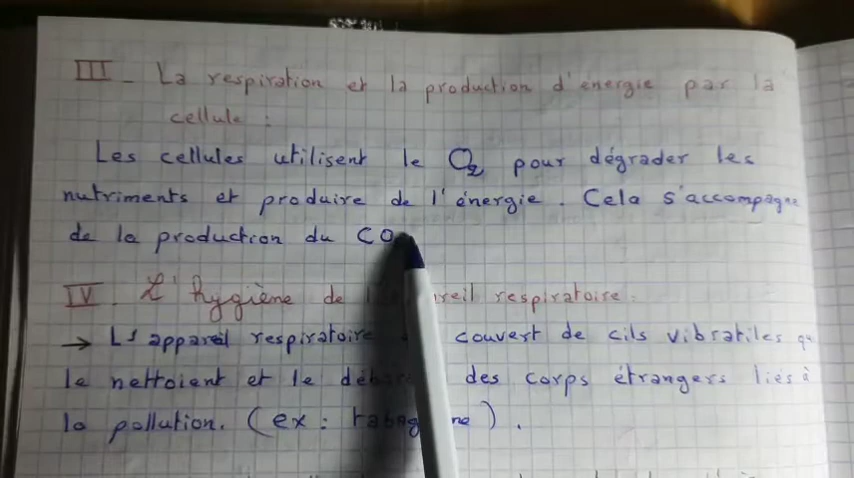 III - La respiration et la production d'énergie par la
cellule :
Les cellules utilisent le O2 pour dégrader les
nutriments et produire de l'énergie. Cela s'accompagne
de la production du CO
IV. L'hygiène de l' reil respiratoire :
→ L'appareil respiratoire couvert de cils vibratiles qu
le nettoient et le des corps étrangers liés à
la pollution. (ex : ).